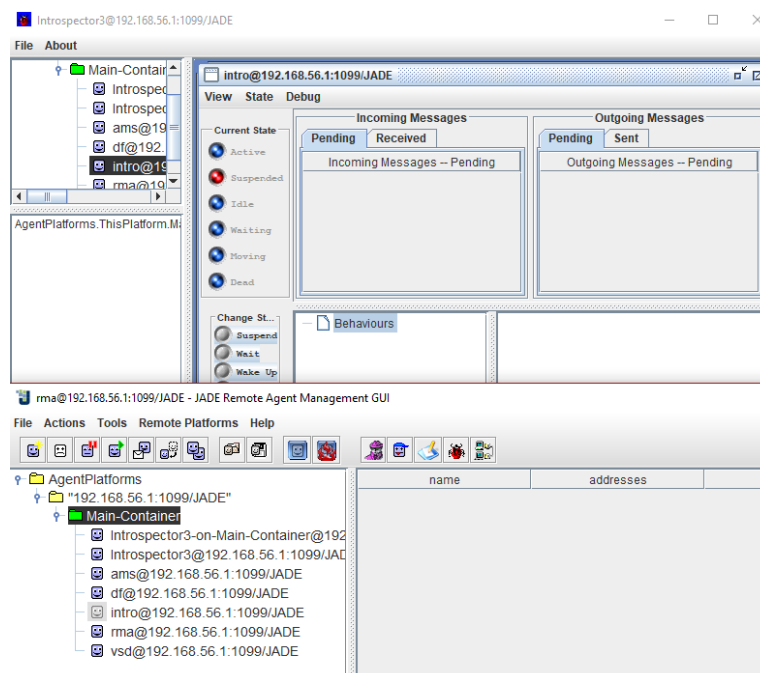 Introspector3@192.168.56.1:1099/JADE
File About
Main-Contair
Introspec
Introspec
ams@19
df@192.
intro@19
rma@19
AgentPlatforms.ThisPlatform.Ma
intro@192.168.56.1:1099/JADE
View State Debug
Current State
Active
Suspended
Idle
Waiting
Moving
Dead
Incoming Messages
Pending Received
Incoming Messages -- Pending
Outgoing Messages
Pending Sent
Outgoing Messages -- Pending
Change St...
Suspend
Wait
Wake Up
Behaviours
rma@192.168.56.1:1099/JADE - JADE Remote Agent Management GUI
File Actions Tools Remote Platforms Help
AgentPlatforms
"192.168.56.1:1099/JADE"
Main-Container
Introspector3-on-Main-Container@192
Introspector3@192.168.56.1:1099/JAD
ams@192.168.56.1:1099/JADE
df@192.168.56.1:1099/JADE
intro@192.168.56.1:1099/JADE
rma@192.168.56.1:1099/JADE
vsd@192.168.56.1:1099/JADE
name addresses